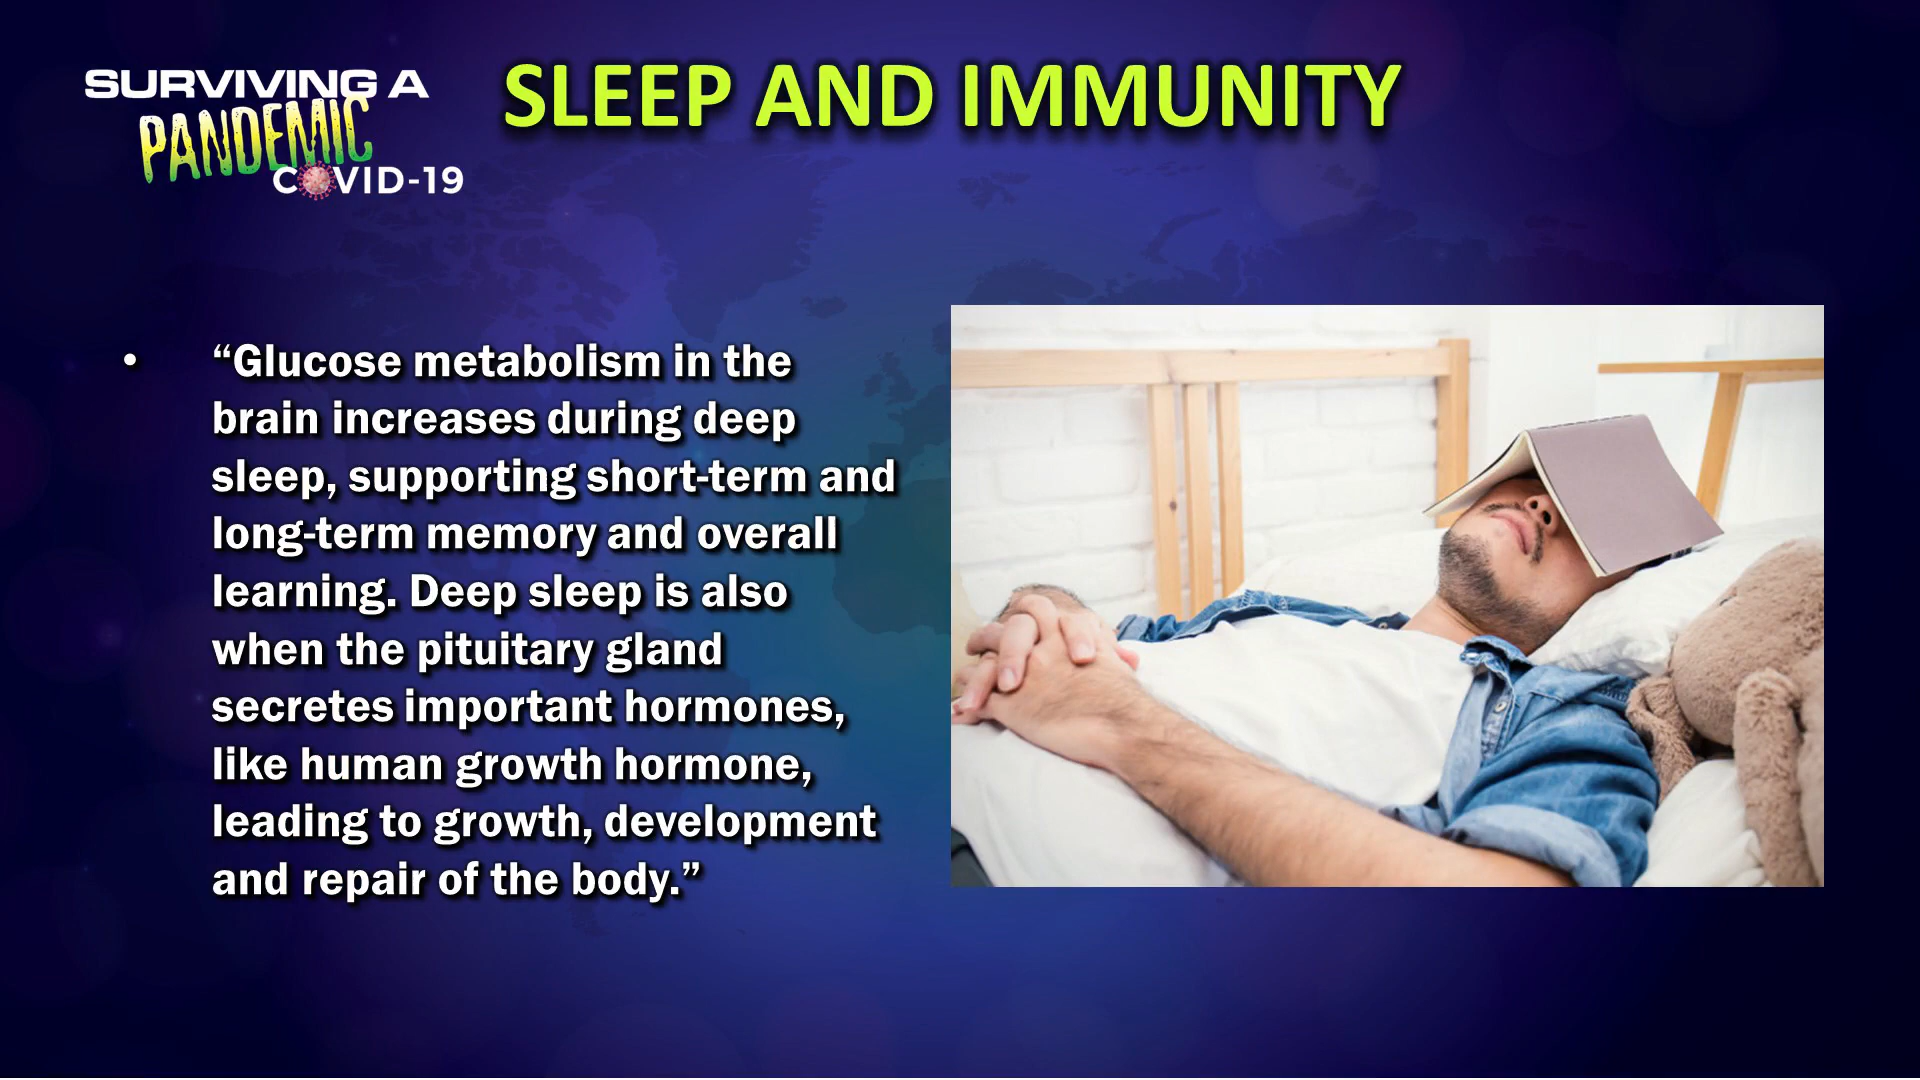 SURVIVING A
PANDEMIC
COVID-19
SLEEP AND IMMUNITY
• “Glucose metabolism in the
brain increases during deep
sleep, supporting short-term and
long-term memory and overall
learning. Deep sleep is also
when the pituitary gland
secretes important hormones,
like human growth hormone,
leading to growth, development
and repair of the body.”